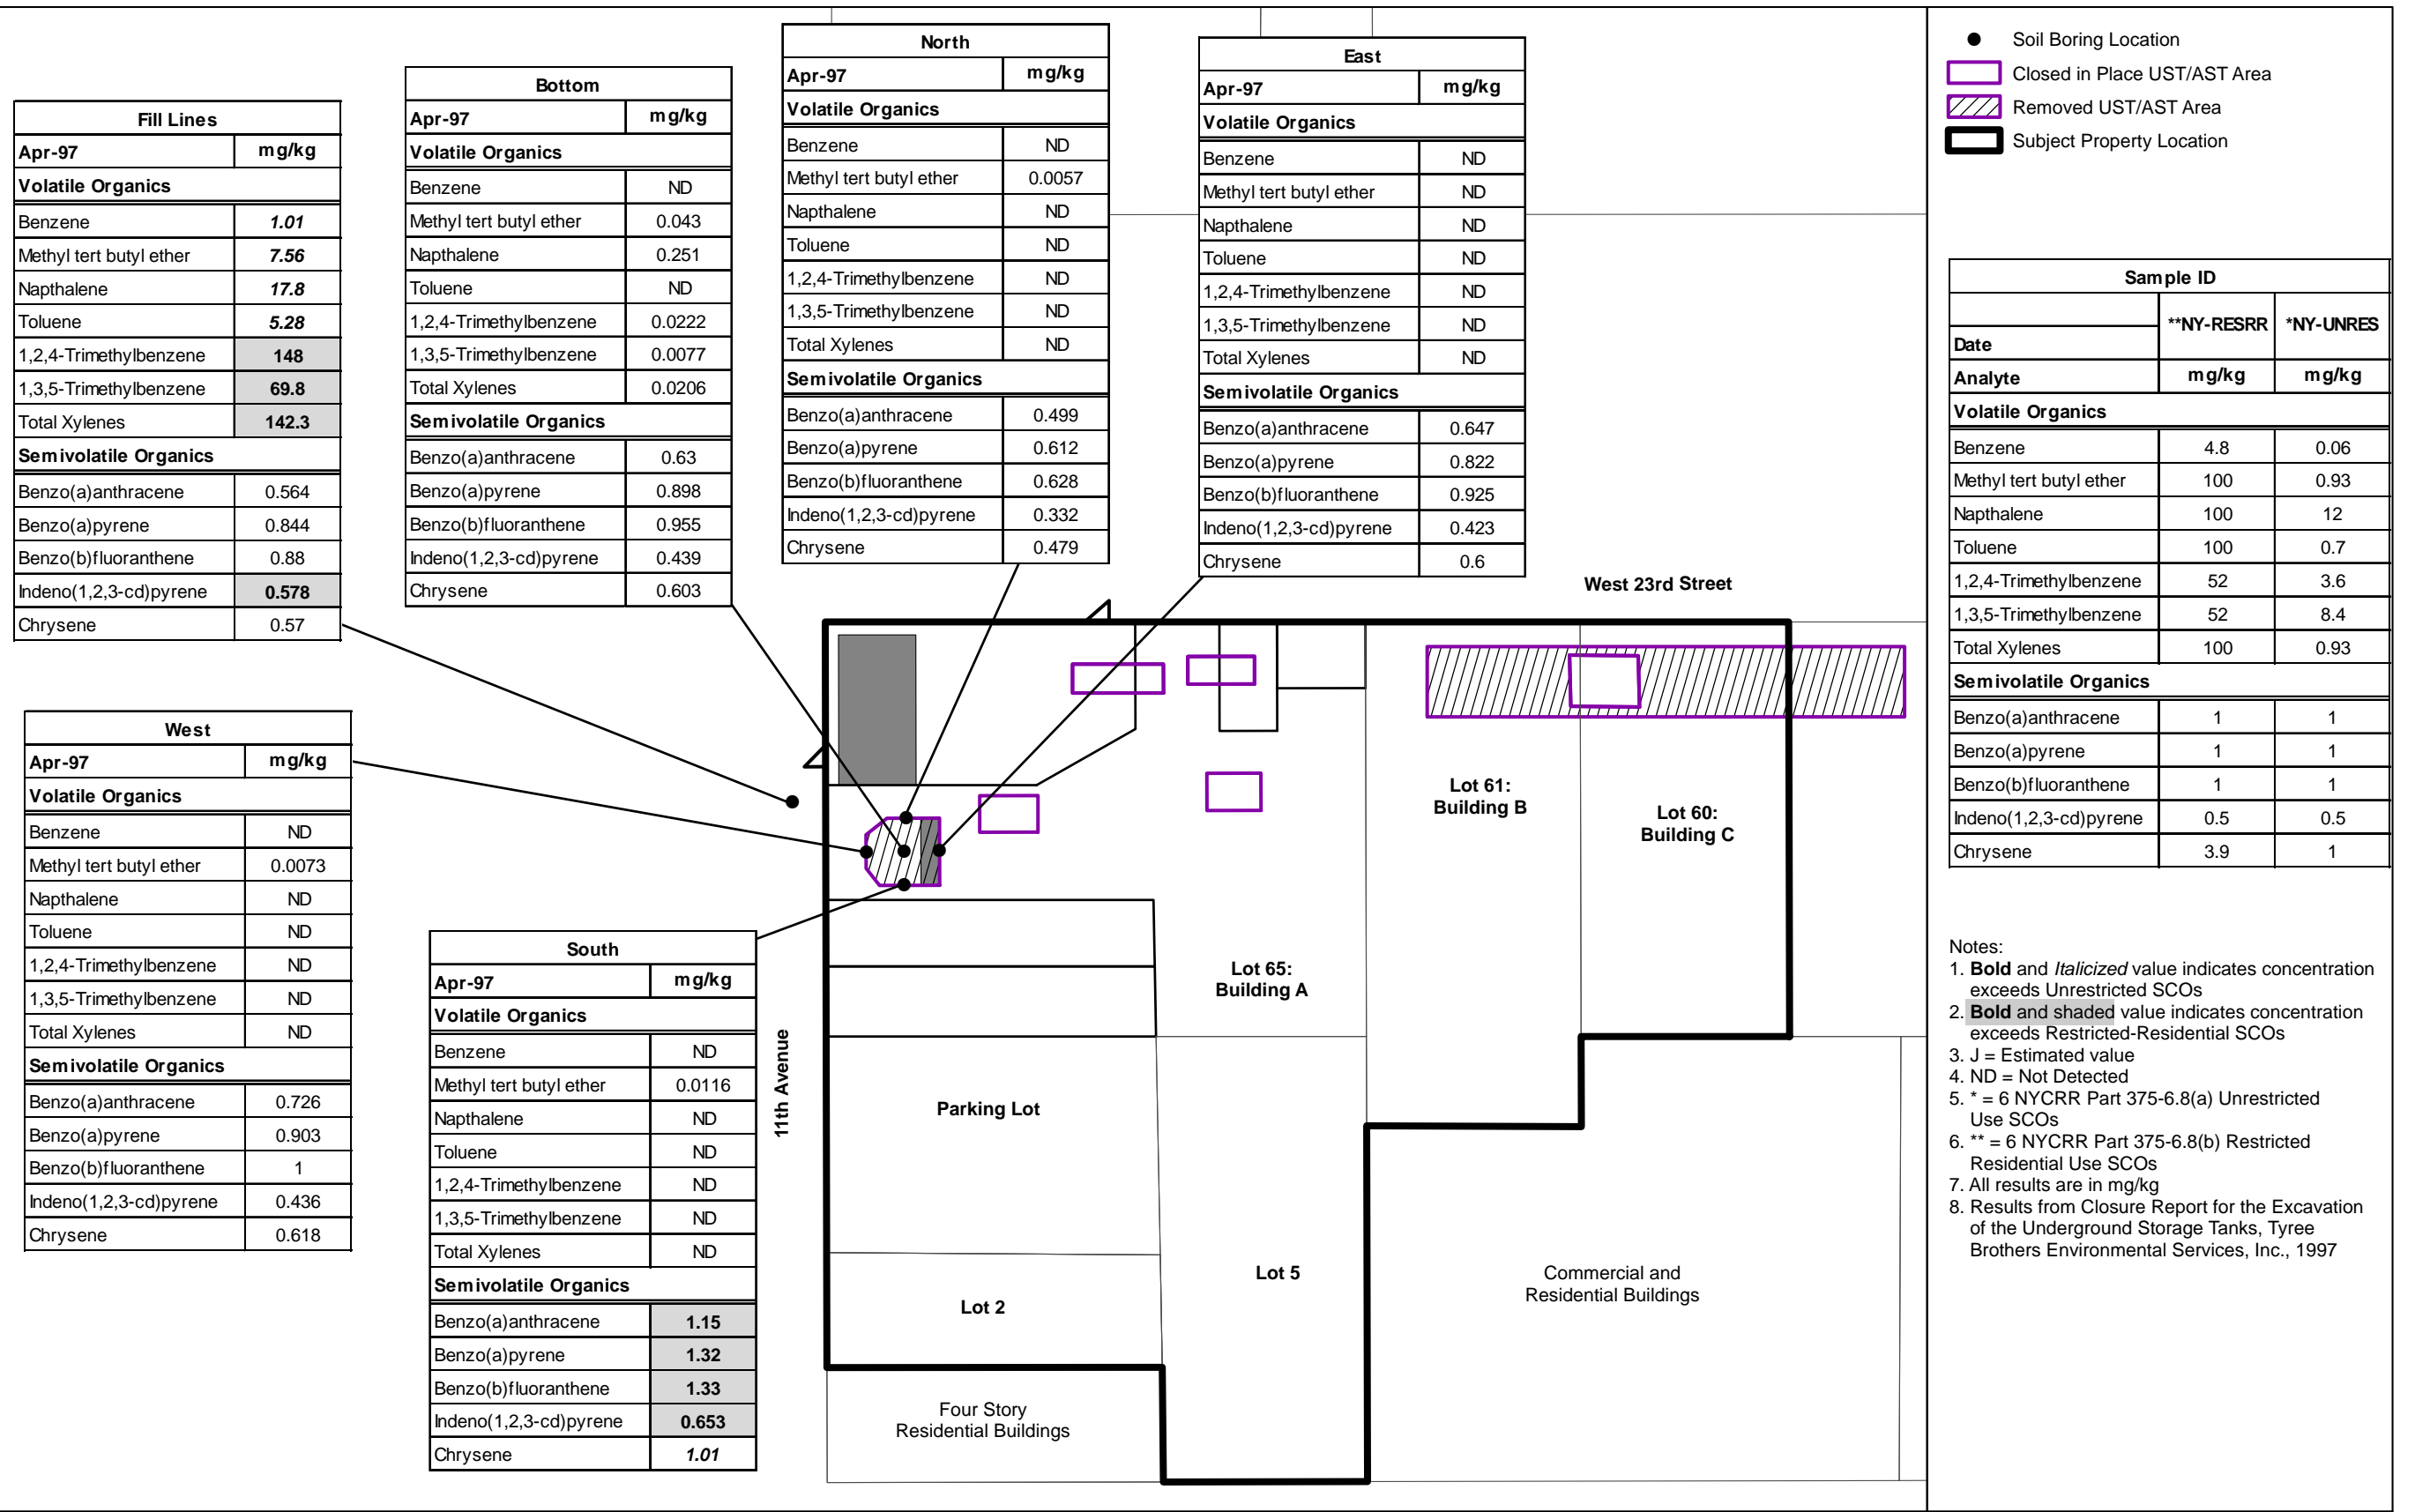 Fill Lines
Apr-97 mg/kg
Volatile Organics
Benzene 1.01
Methyl tert butyl ether 7.56
Napthalene 17.8
Toluene 5.28
1,2,4-Trimethylbenzene 148
1,3,5-Trimethylbenzene 69.8
Total Xylenes 142.3
Semivolatile Organics
Benzo(a)anthracene 0.564
Benzo(a)pyrene 0.844
Benzo(b)fluoranthene 0.88
Indeno(1,2,3-cd)pyrene 0.578
Chrysene 0.57
Bottom
Apr-97 mg/kg
Volatile Organics
Benzene ND
Methyl tert butyl ether 0.043
Napthalene 0.251
Toluene ND
1,2,4-Trimethylbenzene 0.0222
1,3,5-Trimethylbenzene 0.0077
Total Xylenes 0.0206
Semivolatile Organics
Benzo(a)anthracene 0.63
Benzo(a)pyrene 0.898
Benzo(b)fluoranthene 0.955
Indeno(1,2,3-cd)pyrene 0.439
Chrysene 0.603
North
Apr-97 mg/kg
Volatile Organics
Benzene ND
Methyl tert butyl ether 0.0057
Napthalene ND
Toluene ND
1,2,4-Trimethylbenzene ND
1,3,5-Trimethylbenzene ND
Total Xylenes ND
Semivolatile Organics
Benzo(a)anthracene 0.499
Benzo(a)pyrene 0.612
Benzo(b)fluoranthene 0.628
Indeno(1,2,3-cd)pyrene 0.332
Chrysene 0.479
East
Apr-97 mg/kg
Volatile Organics
Benzene ND
Methyl tert butyl ether ND
Napthalene ND
Toluene ND
1,2,4-Trimethylbenzene ND
1,3,5-Trimethylbenzene ND
Total Xylenes ND
Semivolatile Organics
Benzo(a)anthracene 0.647
Benzo(a)pyrene 0.822
Benzo(b)fluoranthene 0.925
Indeno(1,2,3-cd)pyrene 0.423
Chrysene 0.6
West
Apr-97 mg/kg
Volatile Organics
Benzene ND
Methyl tert butyl ether 0.0073
Napthalene ND
Toluene ND
1,2,4-Trimethylbenzene ND
1,3,5-Trimethylbenzene ND
Total Xylenes ND
Semivolatile Organics
Benzo(a)anthracene 0.726
Benzo(a)pyrene 0.903
Benzo(b)fluoranthene 1
Indeno(1,2,3-cd)pyrene 0.436
Chrysene 0.618
South
Apr-97 mg/kg
Volatile Organics
Benzene ND
Methyl tert butyl ether 0.0116
Napthalene ND
Toluene ND
1,2,4-Trimethylbenzene ND
1,3,5-Trimethylbenzene ND
Total Xylenes ND
Semivolatile Organics
Benzo(a)anthracene 1.15
Benzo(a)pyrene 1.32
Benzo(b)fluoranthene 1.33
Indeno(1,2,3-cd)pyrene 0.653
Chrysene 1.01
West 23rd Street
11th Avenue
Lot 61:
Building B
Lot 60:
Building C
Lot 65:
Building A
Parking Lot
Lot 5
Lot 2
Commercial and
Residential Buildings
Four Story
Residential Buildings
Soil Boring Location
Closed in Place UST/AST Area
Removed UST/AST Area
Subject Property Location
Sample ID
**NY-RESRR *NY-UNRES
Date
Analyte mg/kg mg/kg
Volatile Organics
Benzene 4.8 0.06
Methyl tert butyl ether 100 0.93
Napthalene 100 12
Toluene 100 0.7
1,2,4-Trimethylbenzene 52 3.6
1,3,5-Trimethylbenzene 52 8.4
Total Xylenes 100 0.93
Semivolatile Organics
Benzo(a)anthracene 1 1
Benzo(a)pyrene 1 1
Benzo(b)fluoranthene 1 1
Indeno(1,2,3-cd)pyrene 0.5 0.5
Chrysene 3.9 1
Notes:
1. Bold and Italicized value indicates concentration
exceeds Unrestricted SCOs
2. Bold and shaded value indicates concentration
exceeds Restricted-Residential SCOs
3. J = Estimated value
4. ND = Not Detected
5. * = 6 NYCRR Part 375-6.8(a) Unrestricted
Use SCOs
6. ** = 6 NYCRR Part 375-6.8(b) Restricted
Residential Use SCOs
7. All results are in mg/kg
8. Results from Closure Report for the Excavation
of the Underground Storage Tanks, Tyree
Brothers Environmental Services, Inc., 1997